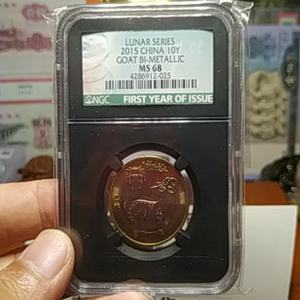 LUNAR SERIES
2015 CHINA 10Y
GOAT BI-METALLIC
MS 68
4286912-025
NGC FIRST YEAR OF ISSUE